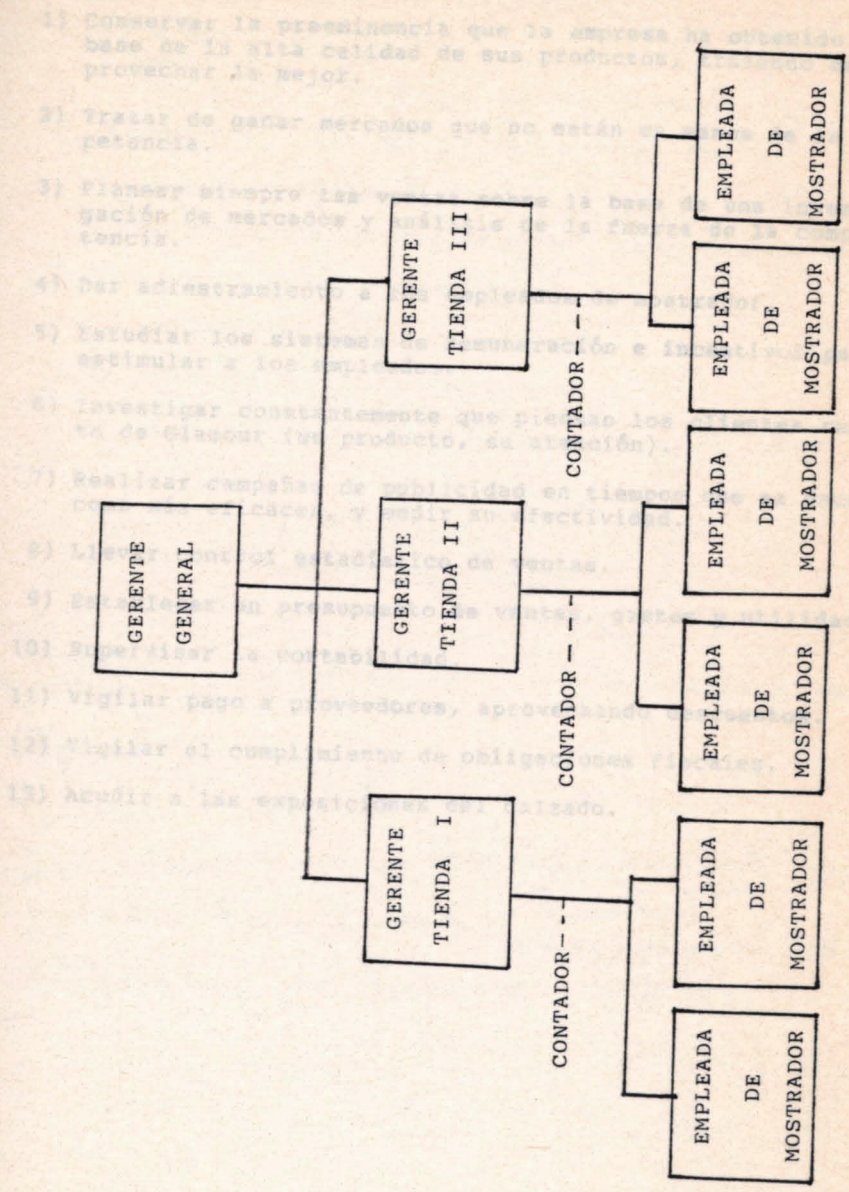 GERENTE
GENERAL
GERENTE
TIENDA I
GERENTE
TIENDA II
GERENTE
TIENDA III
CONTADOR
CONTADOR
CONTADOR
EMPLEADA
DE
MOSTRADOR
EMPLEADA
DE
MOSTRADOR
EMPLEADA
DE
MOSTRADOR
EMPLEADA
DE
MOSTRADOR
EMPLEADA
DE
MOSTRADOR
EMPLEADA
DE
MOSTRADOR
1) Conservar la preeminencia que la empresa ha obtenido
base de la alta calidad de sus productos, tratando
provechar la mejor.
2) Tratar de ganar mercados que no están en manos de la
petencia.
3) Planear siempre las ventas sobre la base de una
gación de mercados y análisis de la fuerza de la
tencia.
4) Dar adiestramiento a los empleados de mostrador.
5) Estudiar los sistemas de remuneración e incentivos
estimular a los empleados.
6) Investigar constantemente que piensan los clientes
to de Glamour (su producto, su atención).
7) Realizar campañas de publicidad en tiempos que
más eficaces, y medir su efectividad.
8) Llevar control estadístico de ventas.
9) Establecer un presupuesto de ventas, gastos y
10) Supervisar la contabilidad.
11) Vigilar pago a proveedores, aprovechando descuentos.
12) Vigilar el cumplimiento de obligaciones fiscales.
13) Acudir a las exposiciones del calzado.